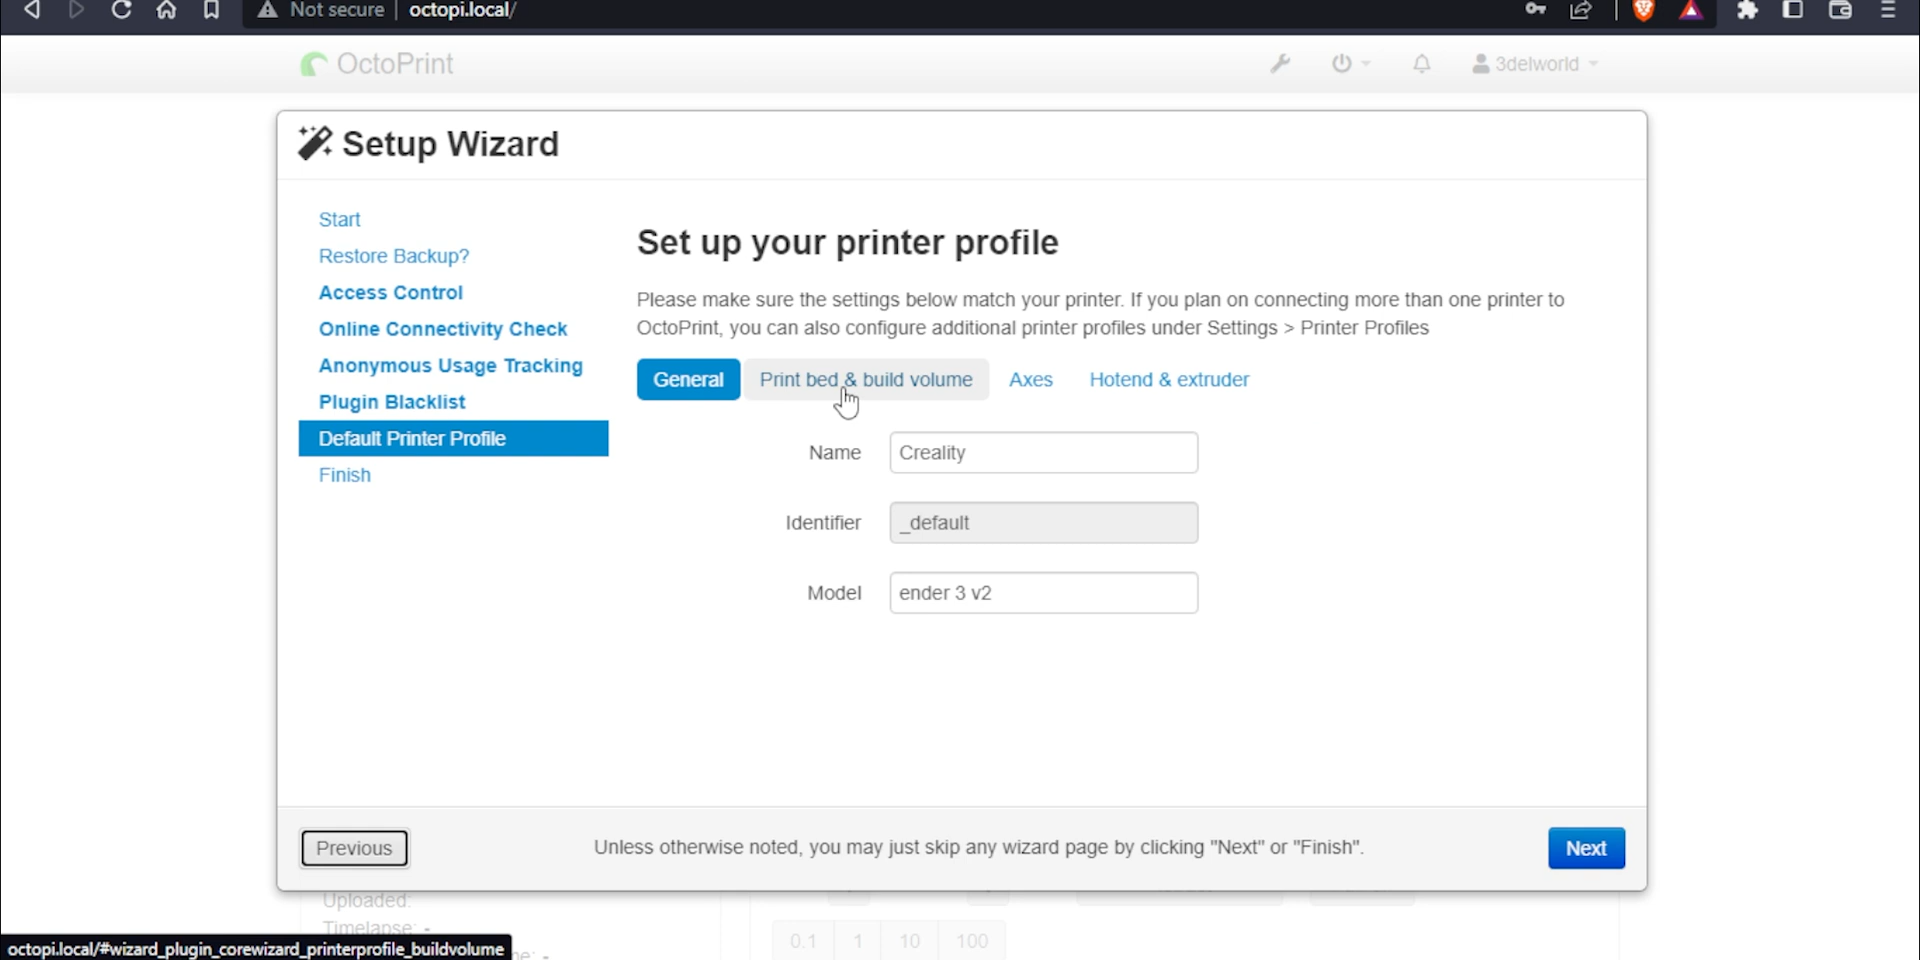 Not secure | octopi.local/
OctoPrint
3delworld
Setup Wizard
Start
Restore Backup?
Access Control
Online Connectivity Check
Anonymous Usage Tracking
Plugin Blacklist
Default Printer Profile
Finish
Set up your printer profile
Please make sure the settings below match your printer. If you plan on connecting more than one printer to
OctoPrint, you can also configure additional printer profiles under Settings > Printer Profiles
General
Print bed & build volume
Axes
Hotend & extruder
Name
Creality
Identifier
_default
Model
ender 3 v2
Previous
Unless otherwise noted, you may just skip any wizard page by clicking "Next" or "Finish".
Next
Uploaded:
Timelapse: -
0.1 1 10 100
octopi.local/#wizard_plugin_corewizard_printerprofile_buildvolume